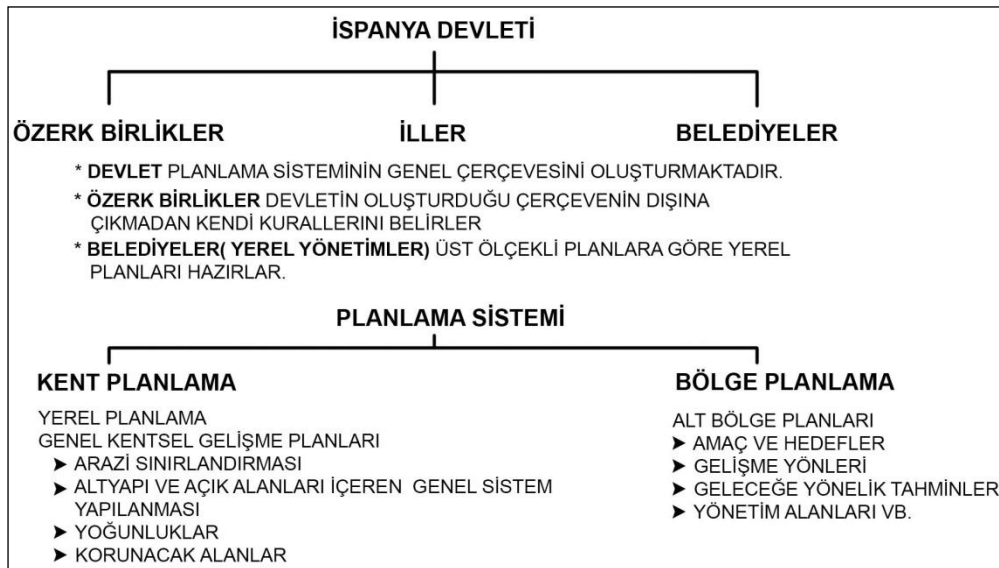 İSPANYA DEVLETİ
ÖZERK BİRLİKLER İLLER BELEDİYELER
* DEVLET PLANLAMA SİSTEMİNİN GENEL ÇERÇEVESİNİ OLUŞTURMAKTADIR.
* ÖZERK BİRLİKLER DEVLETİN OLUŞTURDUĞU ÇERÇEVENİN DIŞINA
ÇIKMADAN KENDİ KURALLERINI BELİRLER
* BELEDİYELER( YEREL YÖNETİMLER) ÜST ÖLÇEKLİ PLANLARA GÖRE YEREL
PLANLARI HAZIRLAR.
PLANLAMA SİSTEMİ
KENT PLANLAMA
YEREL PLANLAMA
GENEL KENTSEL GELİŞME PLANLARI
➤ ARAZİ SINIRLANDIRMASI
➤ ALTYAPI VE AÇIK ALANLARI İÇEREN GENEL SİSTEM
YAPILANMASI
➤ YOĞUNLUKLAR
➤ KORUNACAK ALANLAR
BÖLGE PLANLAMA
ALT BÖLGE PLANLARI
➤ AMAÇ VE HEDEFLER
➤ GELİŞME YÖNLERİ
➤ GELECEĞE YÖNELİK TAHMİNLER
➤ YÖNETİM ALANLARI VB.